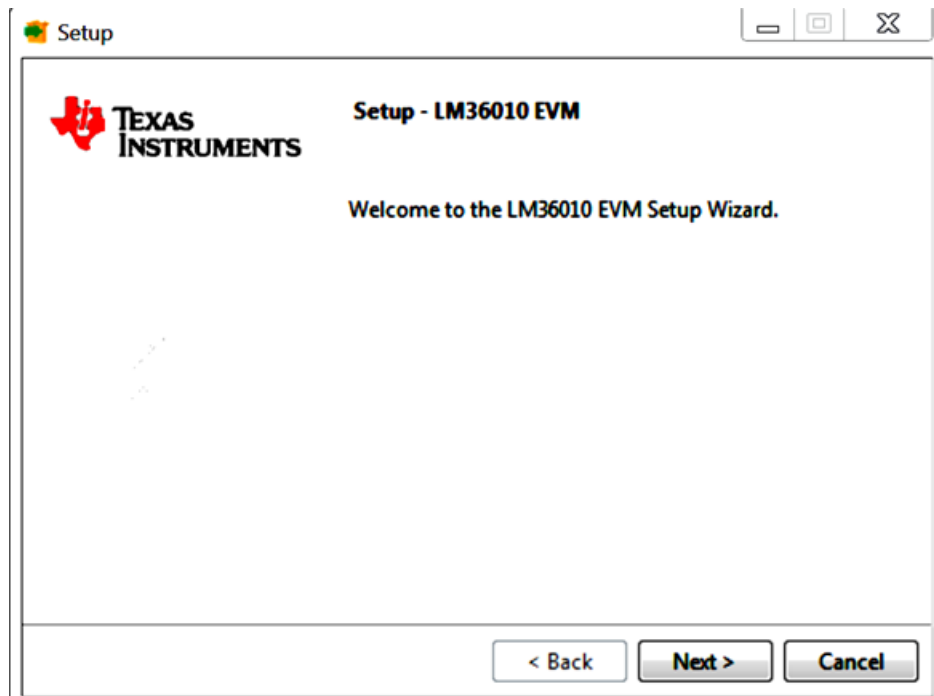 Setup
TEXAS
INSTRUMENTS
Setup - LM36010 EVM
Welcome to the LM36010 EVM Setup Wizard.
< Back
Next >
Cancel